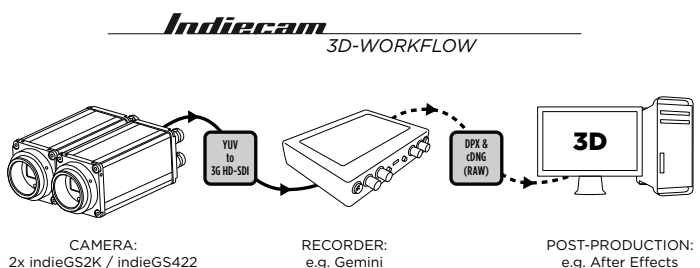 Indiecam
3D-WORKFLOW
YUV
to
3G HD-SDI
DPX &
cDNG
(RAW)
3D
CAMERA:
2x indieGS2K / indieGS422
RECORDER:
e.g. Gemini
POST-PRODUCTION:
e.g. After Effects